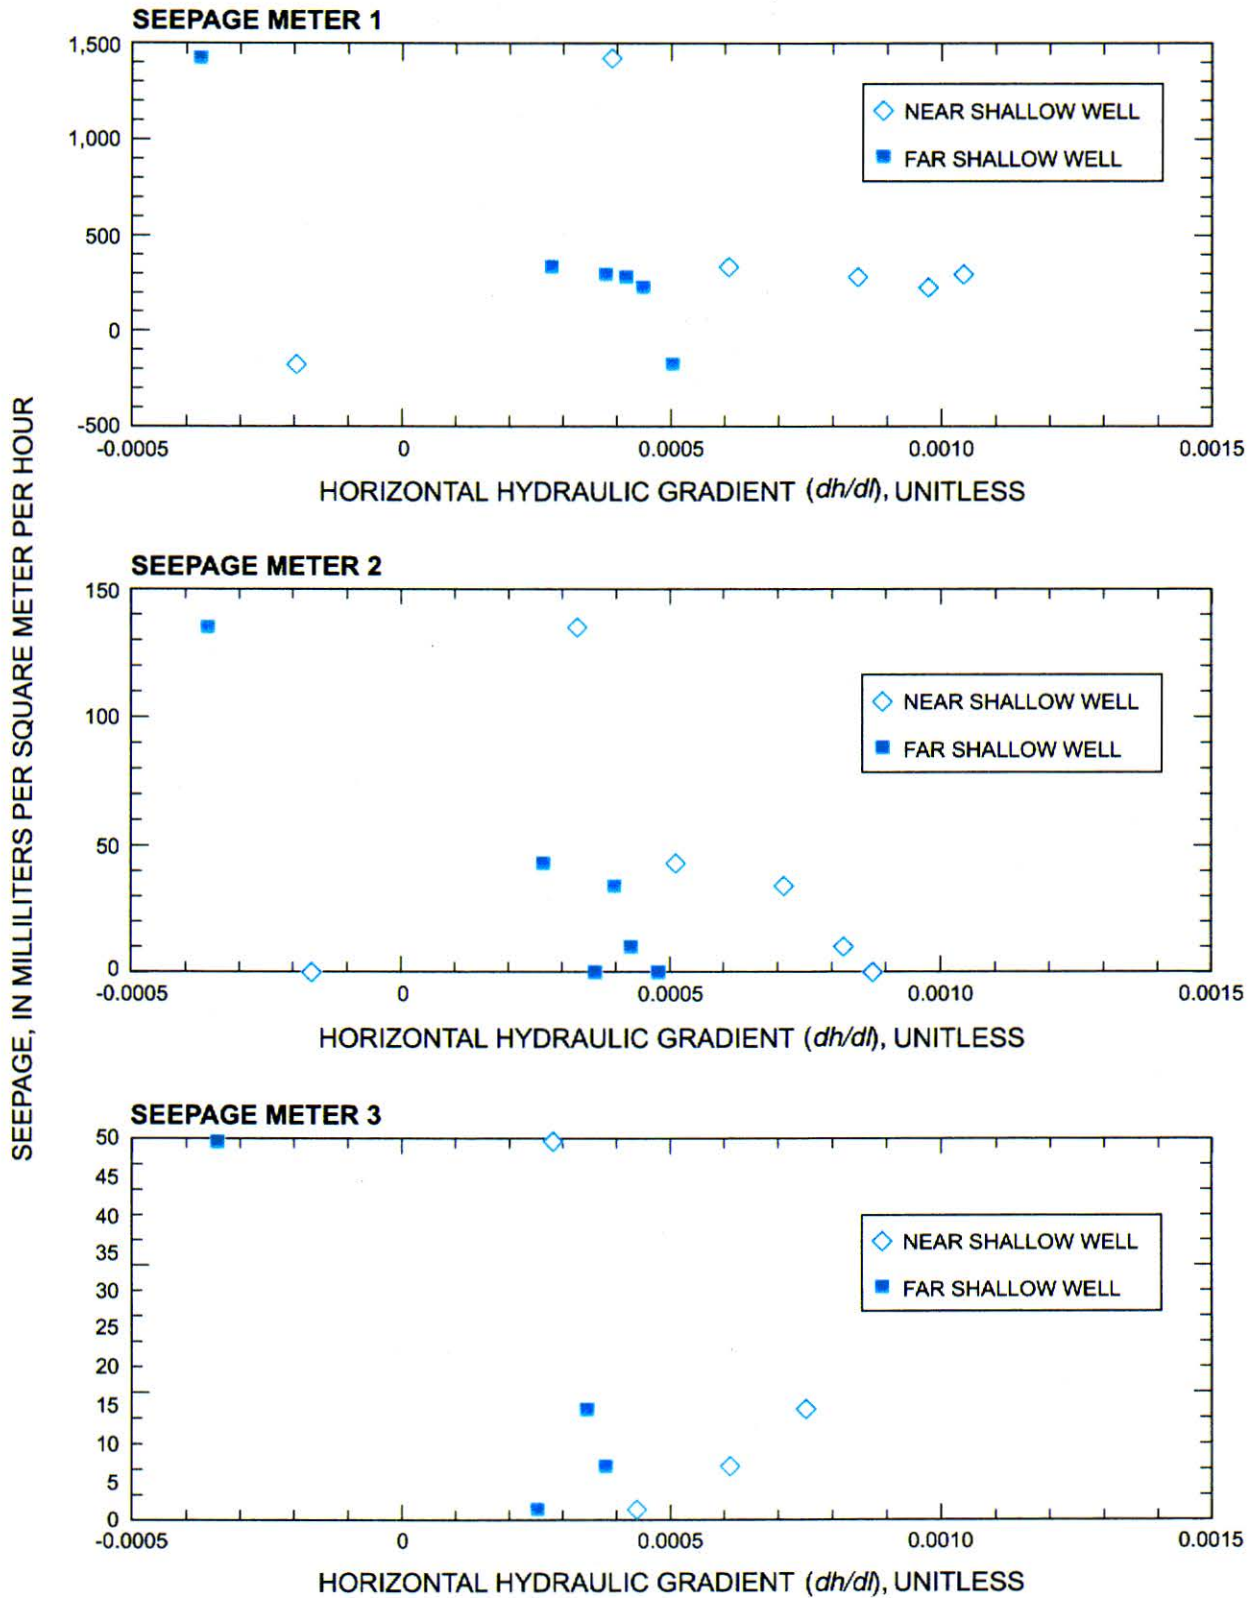 SEEPAGE METER 1
1,500
1,000
500
0
-500
-0.0005 0 0.0005 0.0010 0.0015
NEAR SHALLOW WELL
FAR SHALLOW WELL
HORIZONTAL HYDRAULIC GRADIENT (dh/dl), UNITLESS
SEEPAGE, IN MILLILITERS PER SQUARE METER PER HOUR
SEEPAGE METER 2
150
100
50
0
-0.0005 0 0.0005 0.0010 0.0015
NEAR SHALLOW WELL
FAR SHALLOW WELL
HORIZONTAL HYDRAULIC GRADIENT (dh/dl), UNITLESS
SEEPAGE METER 3
50
45
40
35
30
25
20
15
10
5
0
-0.0005 0 0.0005 0.0010 0.0015
NEAR SHALLOW WELL
FAR SHALLOW WELL
HORIZONTAL HYDRAULIC GRADIENT (dh/dl), UNITLESS